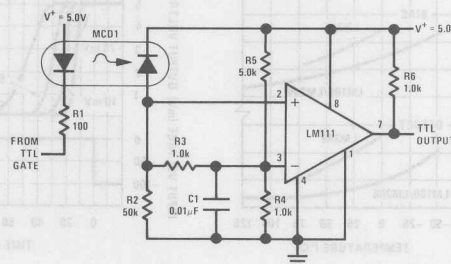 V⁺ = 5.0V
MCD1
V⁺ = 5.0V
R5
5.0k
R6
1.0k
R1
100
2
8
+
LM111
7
TTL
OUTPUT
FROM
TTL
GATE
R3
1.0k
3
−
1
4
R2
50k
C1
0.01µF
R4
1.0k